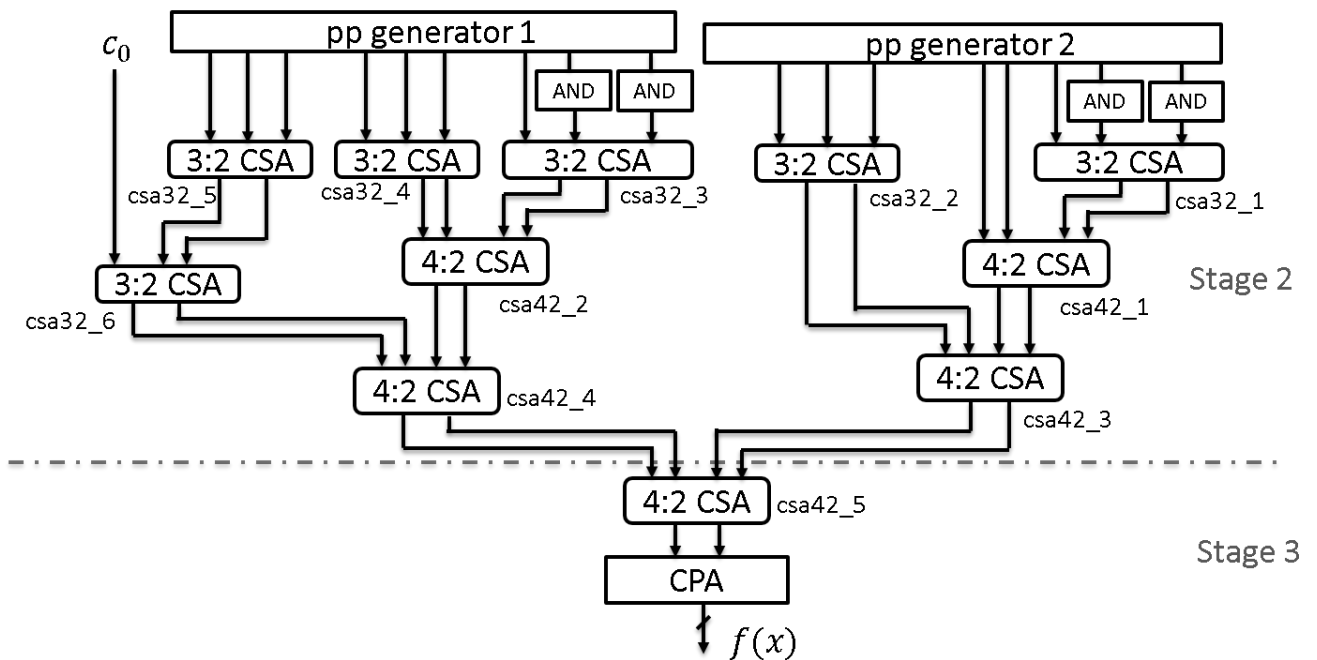 pp generator 1
pp generator 2
c0
AND
AND
AND
AND
3:2 CSA
3:2 CSA
3:2 CSA
3:2 CSA
3:2 CSA
csa32_5
csa32_4
csa32_3
csa32_2
csa32_1
3:2 CSA
4:2 CSA
4:2 CSA
Stage 2
csa32_6
csa42_2
csa42_1
4:2 CSA
csa42_4
4:2 CSA
csa42_3
4:2 CSA
csa42_5
Stage 3
CPA
f(x)